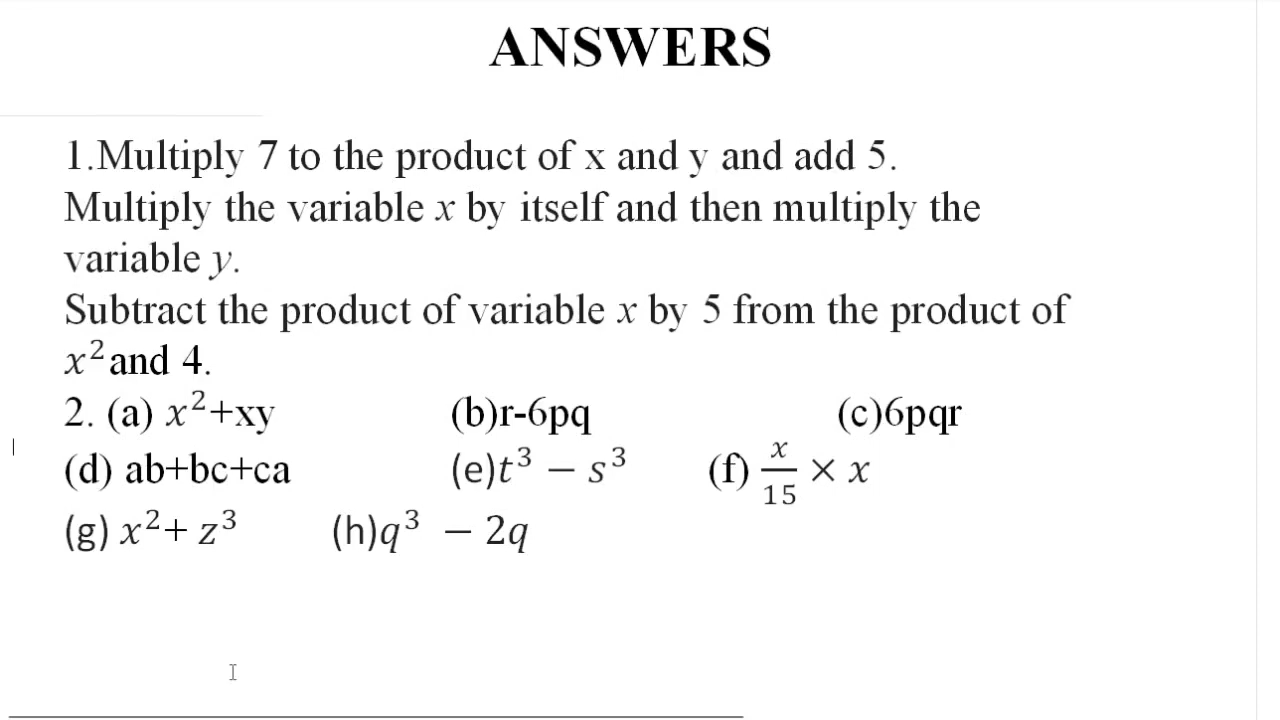 ANSWERS
1.Multiply 7 to the product of x and y and add 5.
Multiply the variable x by itself and then multiply the
variable y.
Subtract the product of variable x by 5 from the product of
x² and 4.
2. (a) x²+xy (b)r-6pq (c)6pqr
(d) ab+bc+ca (e)t³ − s³ (f) x/15 × x
(g) x²+ z³ (h)q³ − 2q